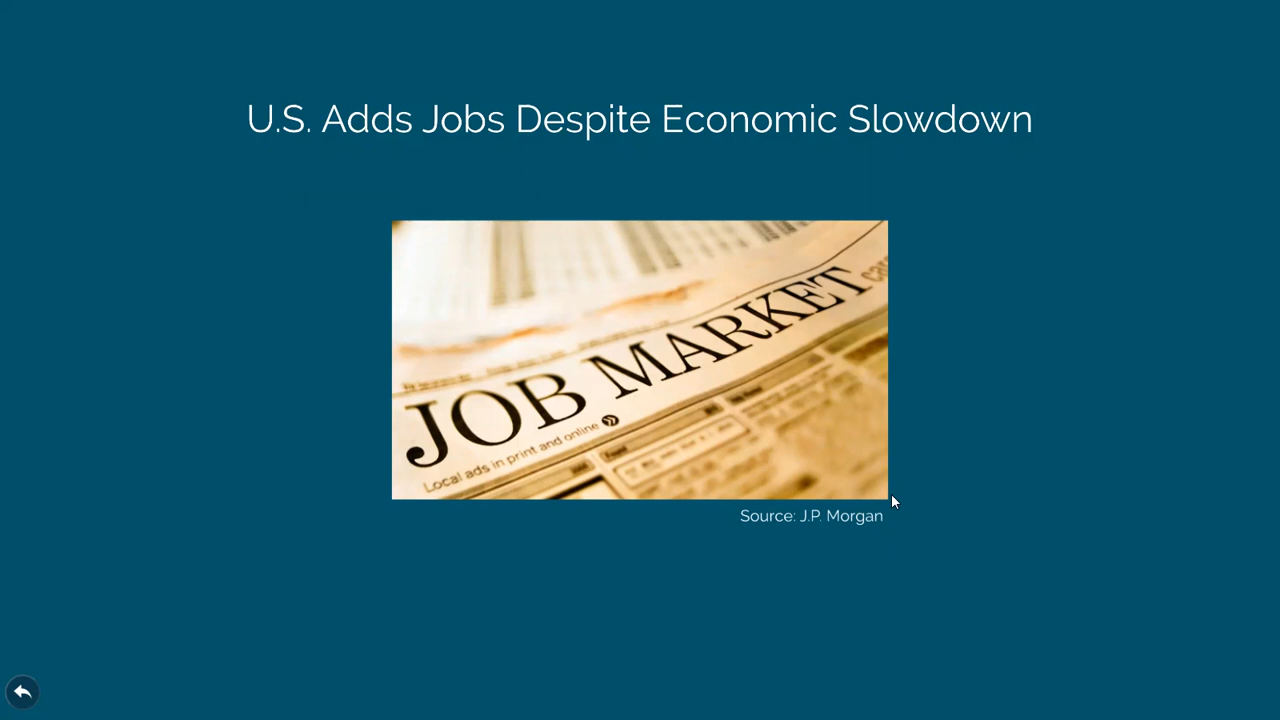 U.S. Adds Jobs Despite Economic Slowdown
JOB MARKET
Local ads in print and online
Source: J.P. Morgan